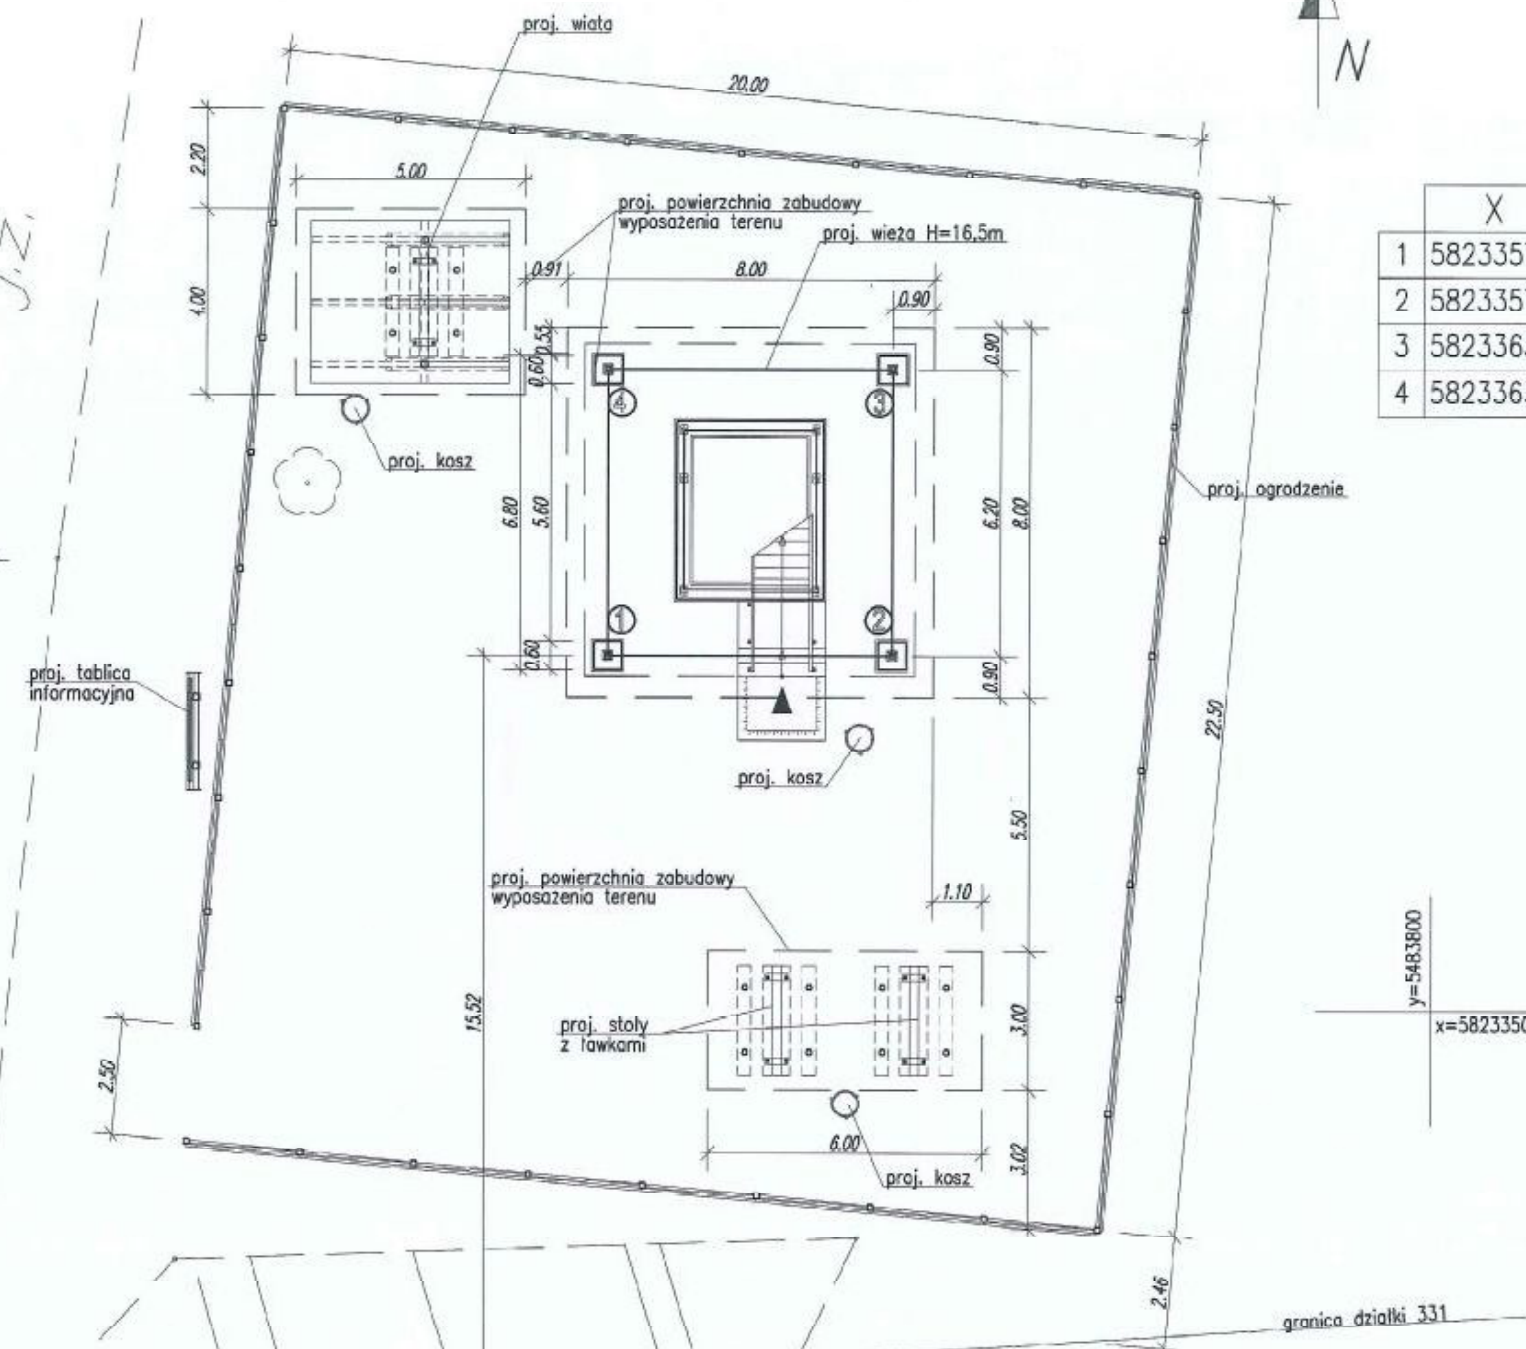 proj. wiata
N
20.00
2.20
5.00
proj. powierzchnia zabudowy
wyposażenia terenu
proj. wieża H=16,5m
X
1 582335
2 582335
3 582336
4 582336
J.Z.
0.91
8.00
0.90
4.00
0.55
0.60
0.90
4
3
proj. kosz
proj. ogrodzenie
6.80
5.60
6.20
8.00
1
2
0.60
0.90
proj. tablica
informacyjna
22.50
proj. kosz
5.50
proj. powierzchnia zabudowy
wyposażenia terenu
1.10
y=5483800
x=5823350
15.52
proj. stoły
z ławkami
3.00
2.50
6.00
3.02
proj. kosz
2.46
granica działki 331